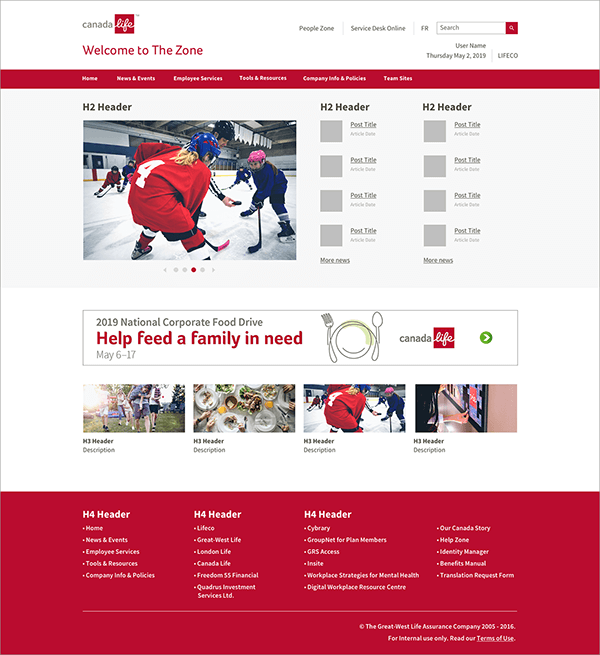 canada life™
Welcome to The Zone
People Zone
Service Desk Online
FR
Search
User Name
Thursday May 2, 2019
LIFECO
Home
News & Events
Employee Services
Tools & Resources
Company Info & Policies
Team Sites
H2 Header
4
H2 Header
Post Title
Article Date
Post Title
Article Date
Post Title
Article Date
Post Title
Article Date
More news
H2 Header
Post Title
Article Date
Post Title
Article Date
Post Title
Article Date
Post Title
Article Date
More news
2019 National Corporate Food Drive
Help feed a family in need
May 6–17
canada life
H3 Header
Description
H3 Header
Description
H3 Header
Description
H3 Header
Description
H4 Header
• Home
• News & Events
• Employee Services
• Tools & Resources
• Company Info & Policies
H4 Header
• Lifeco
• Great-West Life
• London Life
• Canada Life
• Freedom 55 Financial
• Quadrus Investment
Services Ltd.
H4 Header
• Cybrary
• GroupNet for Plan Members
• GRS Access
• Insite
• Workplace Strategies for Mental Health
• Digital Workplace Resource Centre
• Our Canada Story
• Help Zone
• Identity Manager
• Benefits Manual
• Translation Request Form
© The Great-West Life Assurance Company 2005 - 2016.
For Internal use only. Read our Terms of Use.